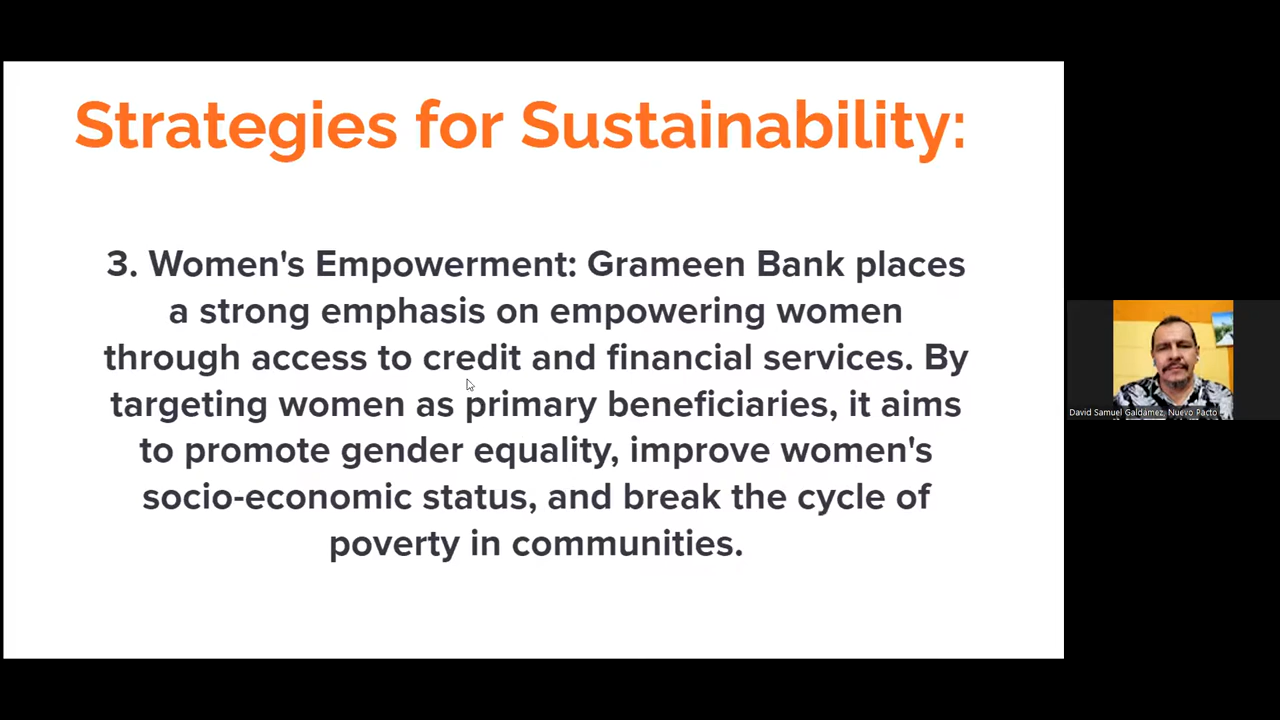 Strategies for Sustainability:
3. Women's Empowerment: Grameen Bank places
a strong emphasis on empowering women
through access to credit and financial services. By
targeting women as primary beneficiaries, it aims
to promote gender equality, improve women's
socio-economic status, and break the cycle of
poverty in communities.
David Samuel Galdámez, Nuevo Pacto